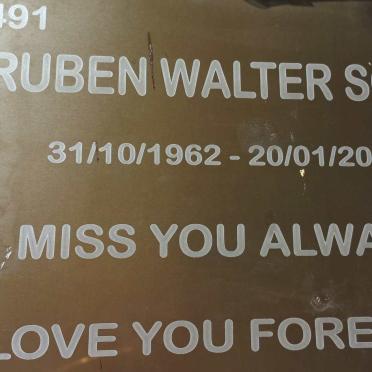 491
RUBEN WALTER S
31/10/1962 - 20/01/20
MISS YOU ALWA
LOVE YOU FORE